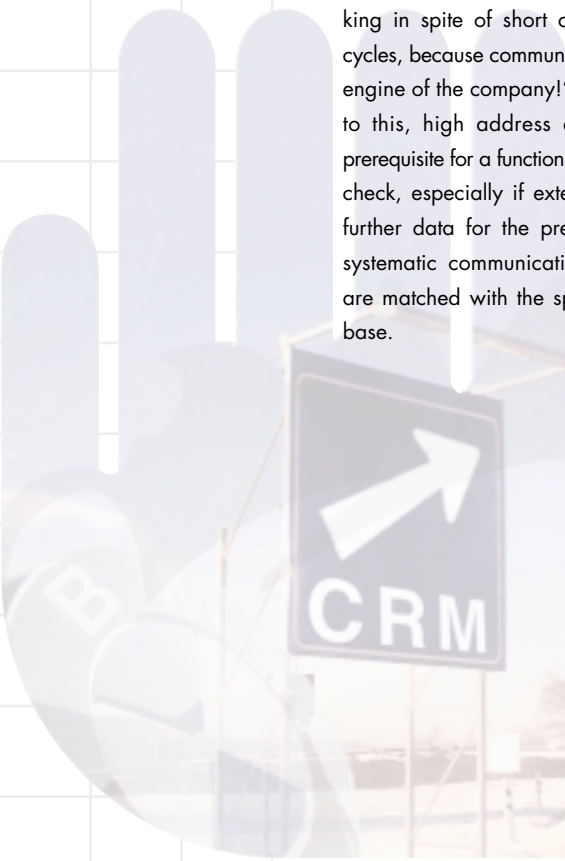 king in spite of short
cycles, because commun
engine of the company!"
to this, high address
prerequisite for a function
check, especially if exte
further data for the pre
systematic communicati
are matched with the sp
base.
CRM
B